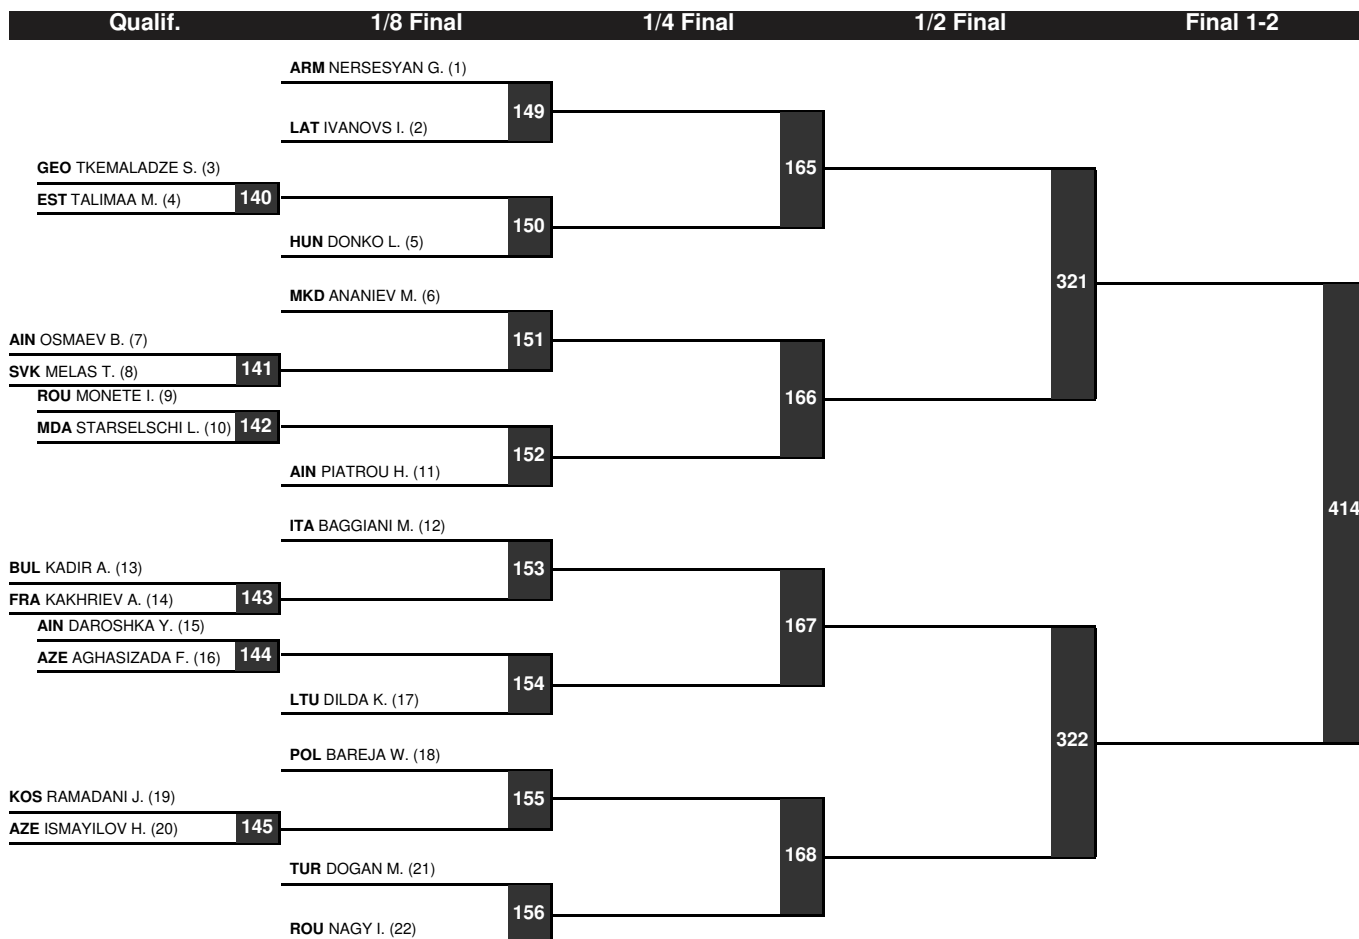 Qualif. 1/8 Final 1/4 Final 1/2 Final Final 1-2
ARM NERSESYAN G. (1)
149
LAT IVANOVS I. (2)
GEO TKEMALADZE S. (3)
165
EST TALIMAA M. (4) 140
150
HUN DONKO L. (5)
321
MKD ANANIEV M. (6)
AIN OSMAEV B. (7)
151
SVK MELAS T. (8) 141
ROU MONETE I. (9)
166
MDA STARSELSCHI L. (10) 142
152
AIN PIATROU H. (11)
414
ITA BAGGIANI M. (12)
BUL KADIR A. (13)
153
FRA KAKHRIEV A. (14) 143
AIN DAROSHKA Y. (15)
167
AZE AGHASIZADA F. (16) 144
154
LTU DILDA K. (17)
322
POL BAREJA W. (18)
KOS RAMADANI J. (19)
155
AZE ISMAYILOV H. (20) 145
168
TUR DOGAN M. (21)
156
ROU NAGY I. (22)